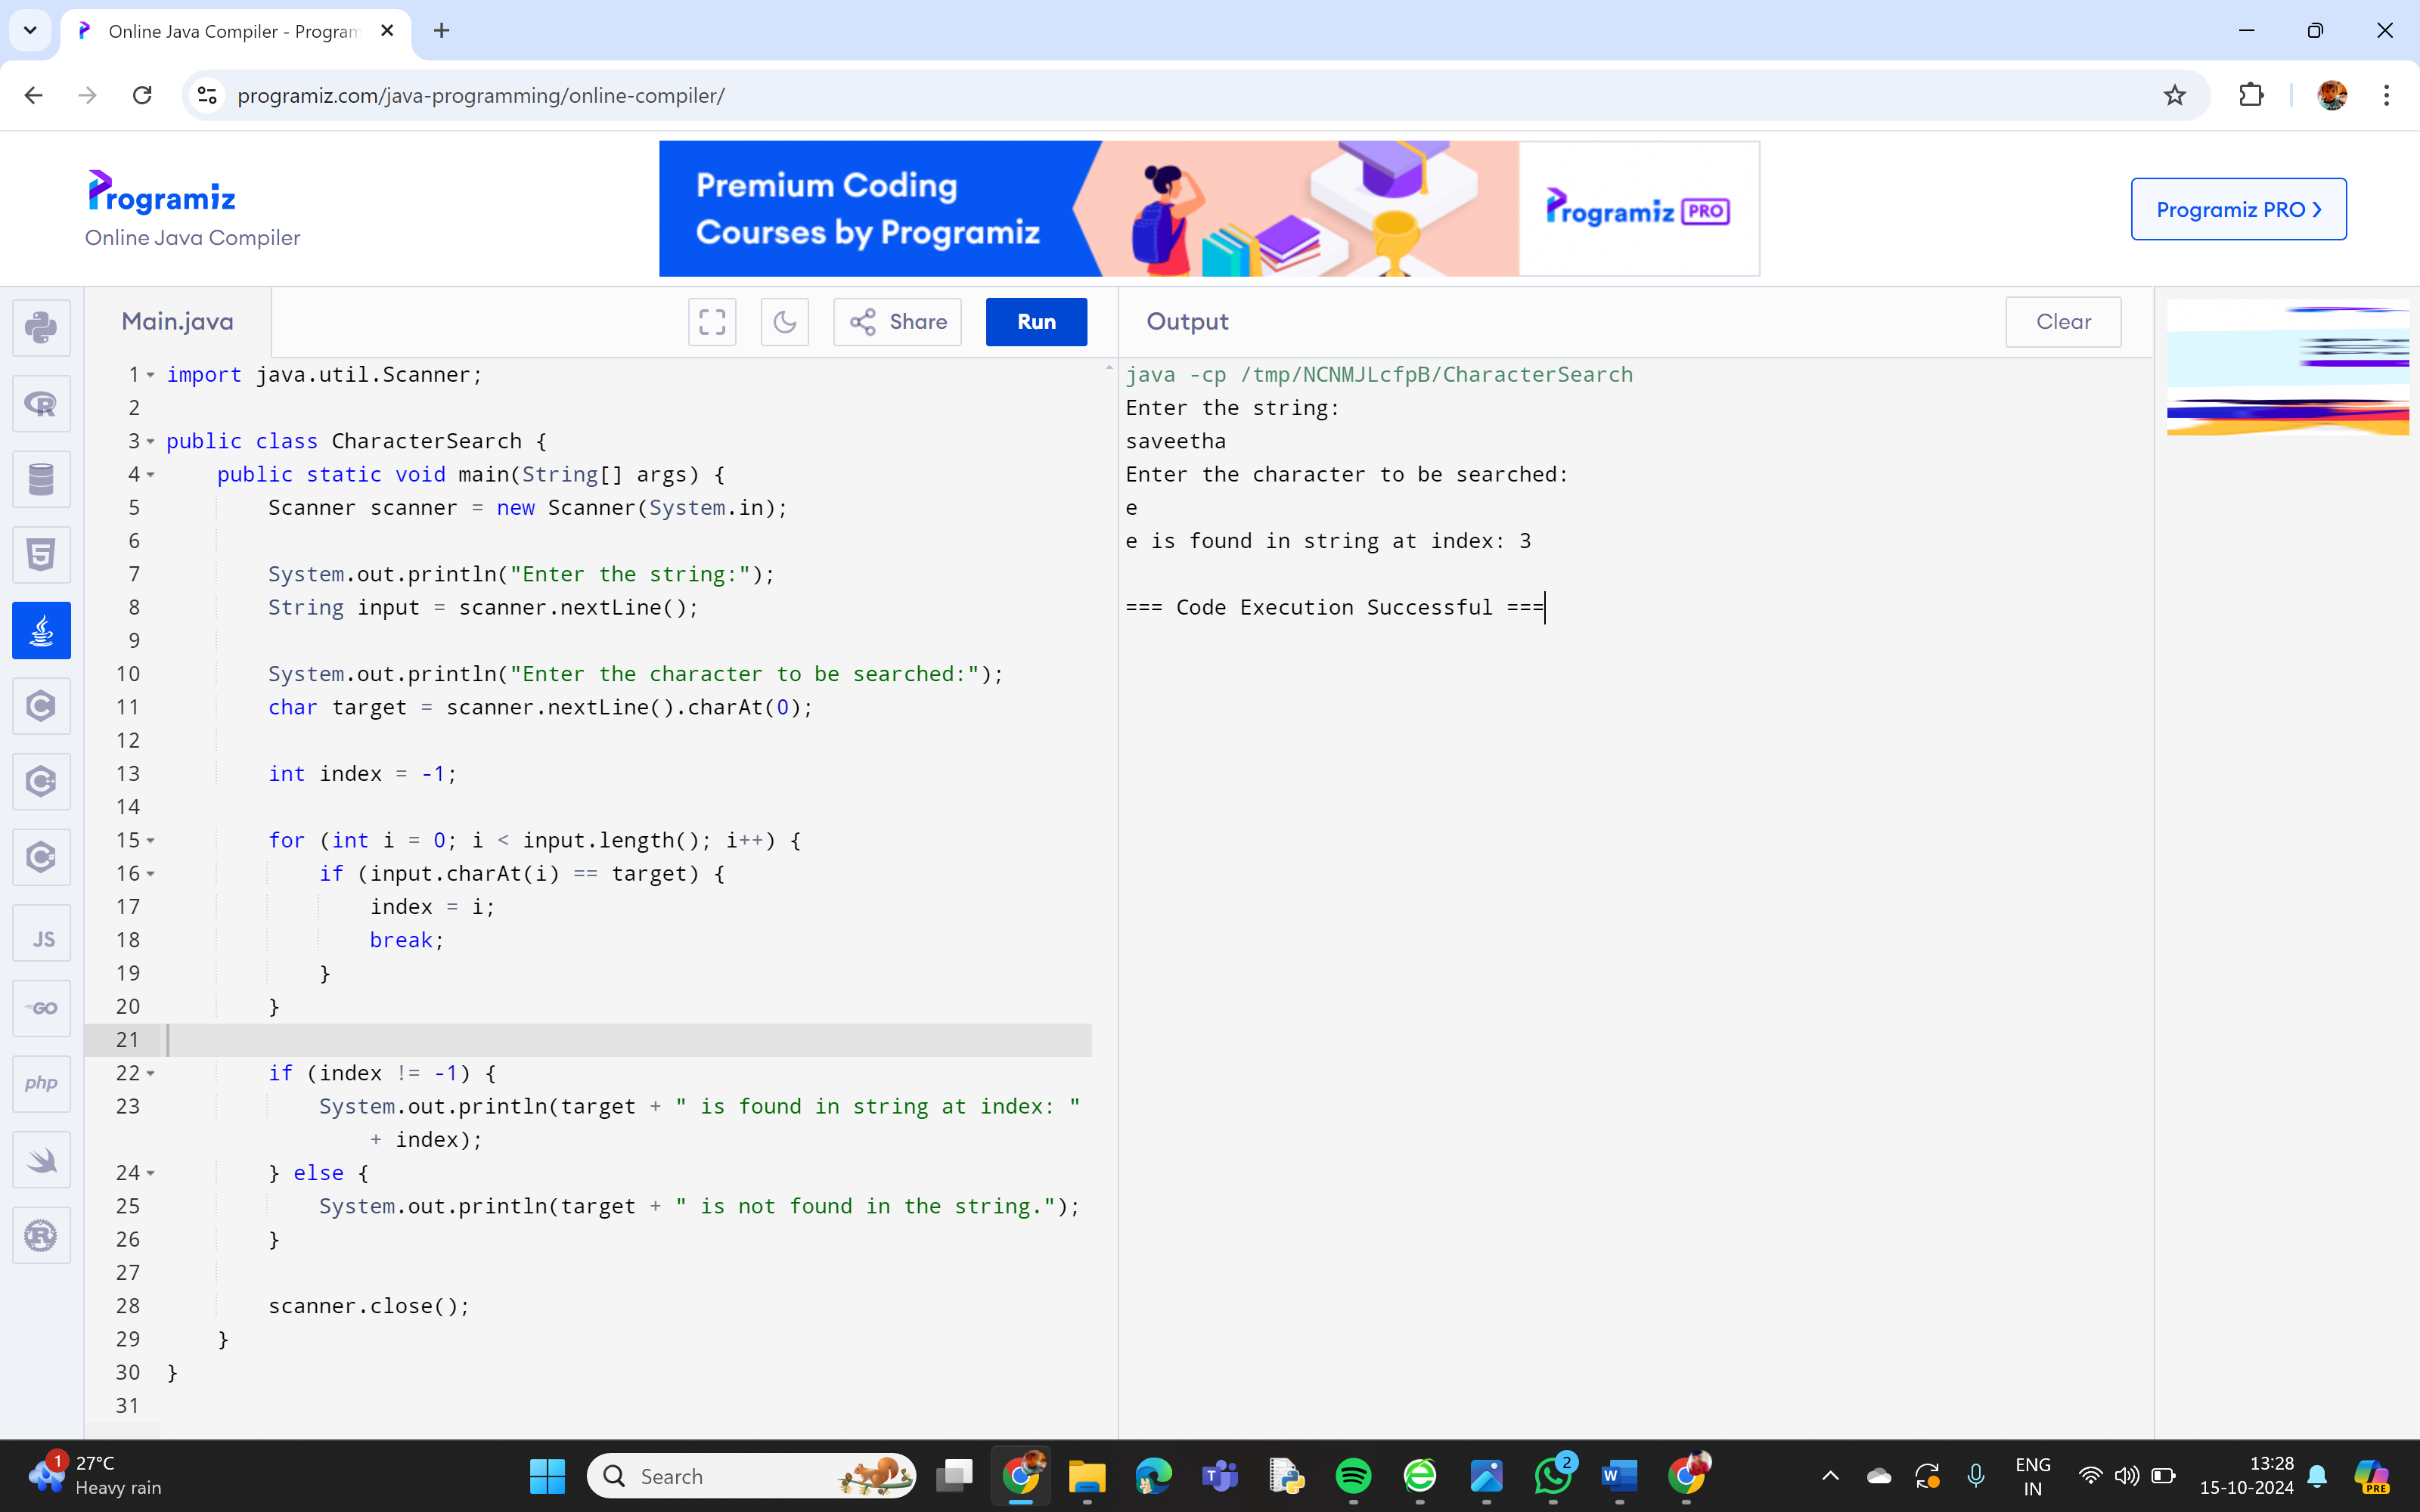 Online Java Compiler - Program
programiz.com/java-programming/online-compiler/
Programiz
Online Java Compiler
Premium Coding
Courses by Programiz
Programiz PRO
Programiz PRO ❯
Main.java
Share
Run
Output
Clear
1 import java.util.Scanner;
2
3 public class CharacterSearch {
4     public static void main(String[] args) {
5         Scanner scanner = new Scanner(System.in);
6
7         System.out.println("Enter the string:");
8         String input = scanner.nextLine();
9
10         System.out.println("Enter the character to be searched:");
11         char target = scanner.nextLine().charAt(0);
12
13         int index = -1;
14
15         for (int i = 0; i < input.length(); i++) {
16             if (input.charAt(i) == target) {
17                 index = i;
18                 break;
19             }
20         }
21
22         if (index != -1) {
23             System.out.println(target + " is found in string at index: "
                + index);
24         } else {
25             System.out.println(target + " is not found in the string.");
26         }
27
28         scanner.close();
29     }
30 }
31
java -cp /tmp/NCNMJLcfpB/CharacterSearch
Enter the string:
saveetha
Enter the character to be searched:
e
e is found in string at index: 3
=== Code Execution Successful ===
JS
GO
php
1
27°C
Heavy rain
Search
2
ENG
IN
13:28
15-10-2024
PRE